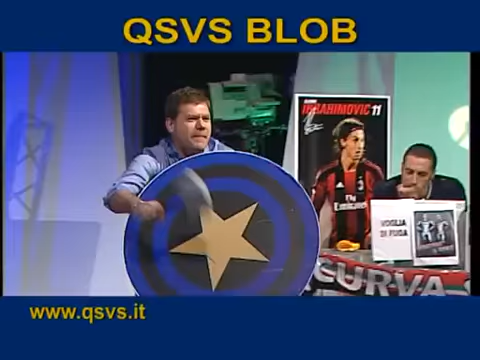 QSVS BLOB
IBRAHIMOVIC 11
Fly
Emirates
VOGLIA
DI FUGA
CURVA
www.qsvs.it